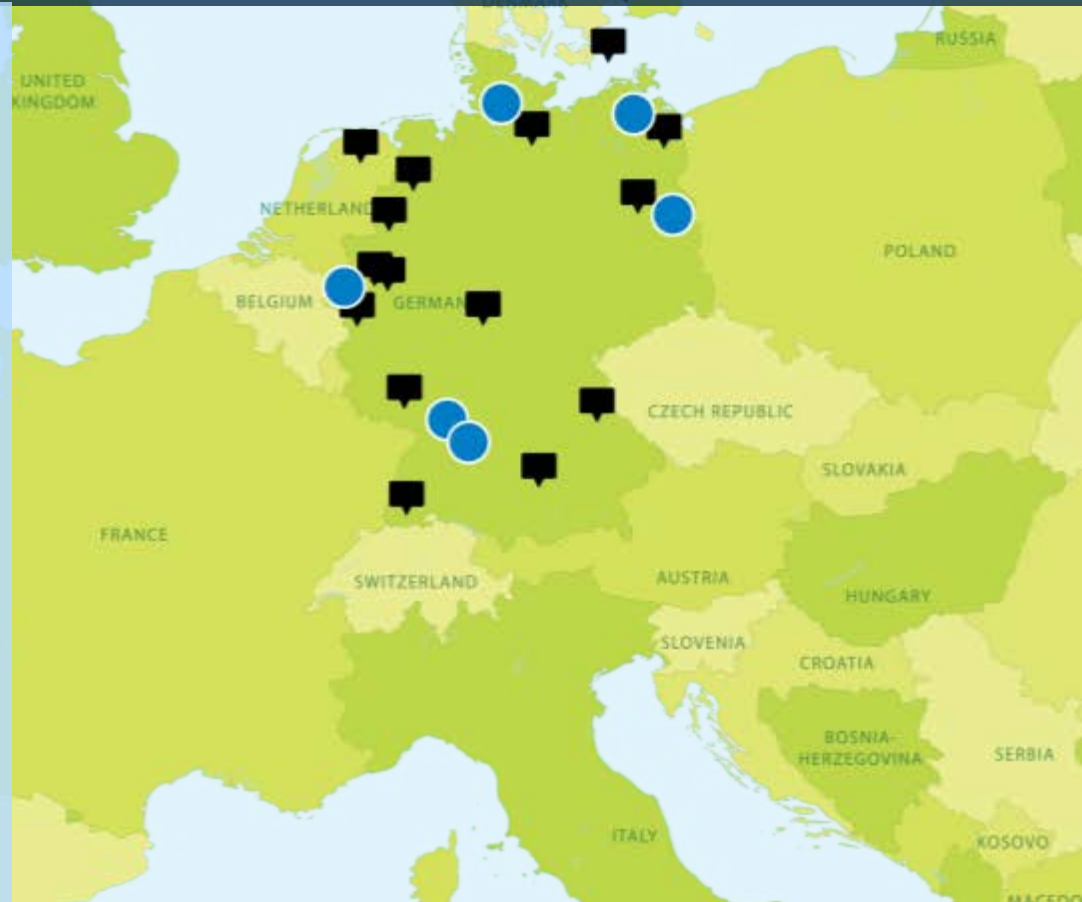 RUSSIA
UNITED
KINGDOM
NETHERLAND
POLAND
BELGIUM
GERMAN
CZECH REPUBLIC
SLOVAKIA
FRANCE
SWITZERLAND
AUSTRIA
HUNGARY
SLOVENIA
CROATIA
BOSNIA-
HERZEGOVINA
SERBIA
ITALY
KOSOVO